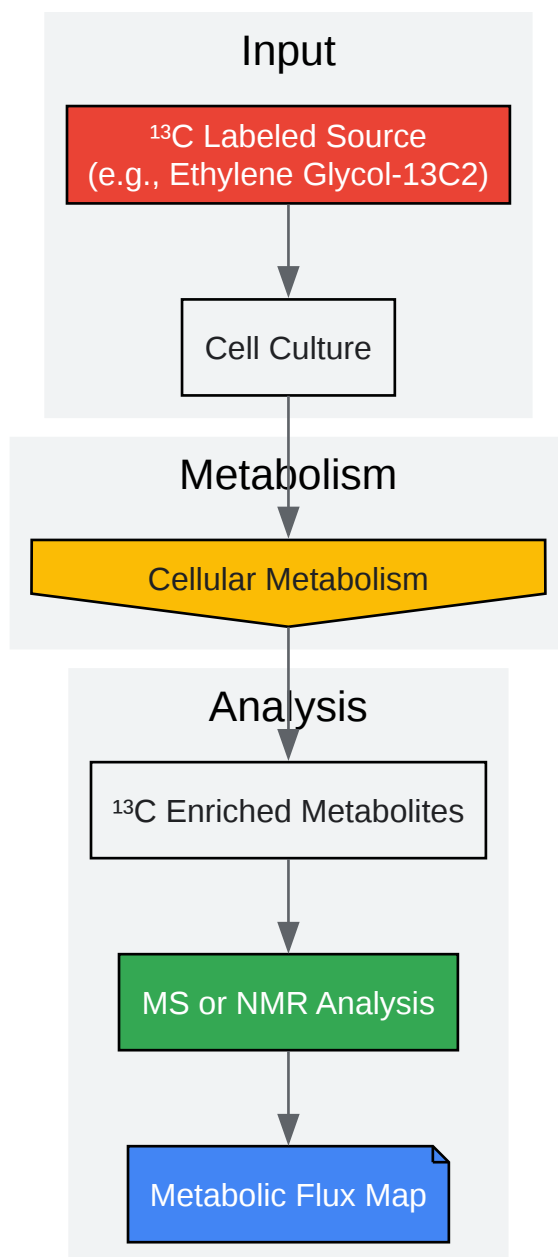 Input
¹³C Labeled Source
(e.g., Ethylene Glycol-13C2)
Cell Culture
Metabolism
Cellular Metabolism
Analysis
¹³C Enriched Metabolites
MS or NMR Analysis
Metabolic Flux Map